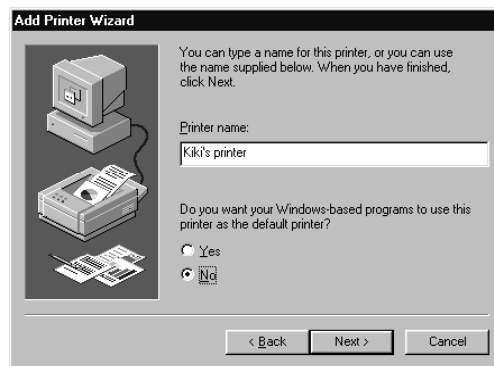 Add Printer Wizard
You can type a name for this printer, or you can use
the name supplied below. When you have finished,
click Next.
Printer name:
Kiki's printer
Do you want your Windows-based programs to use this
printer as the default printer?
Yes
No
< Back
Next >
Cancel